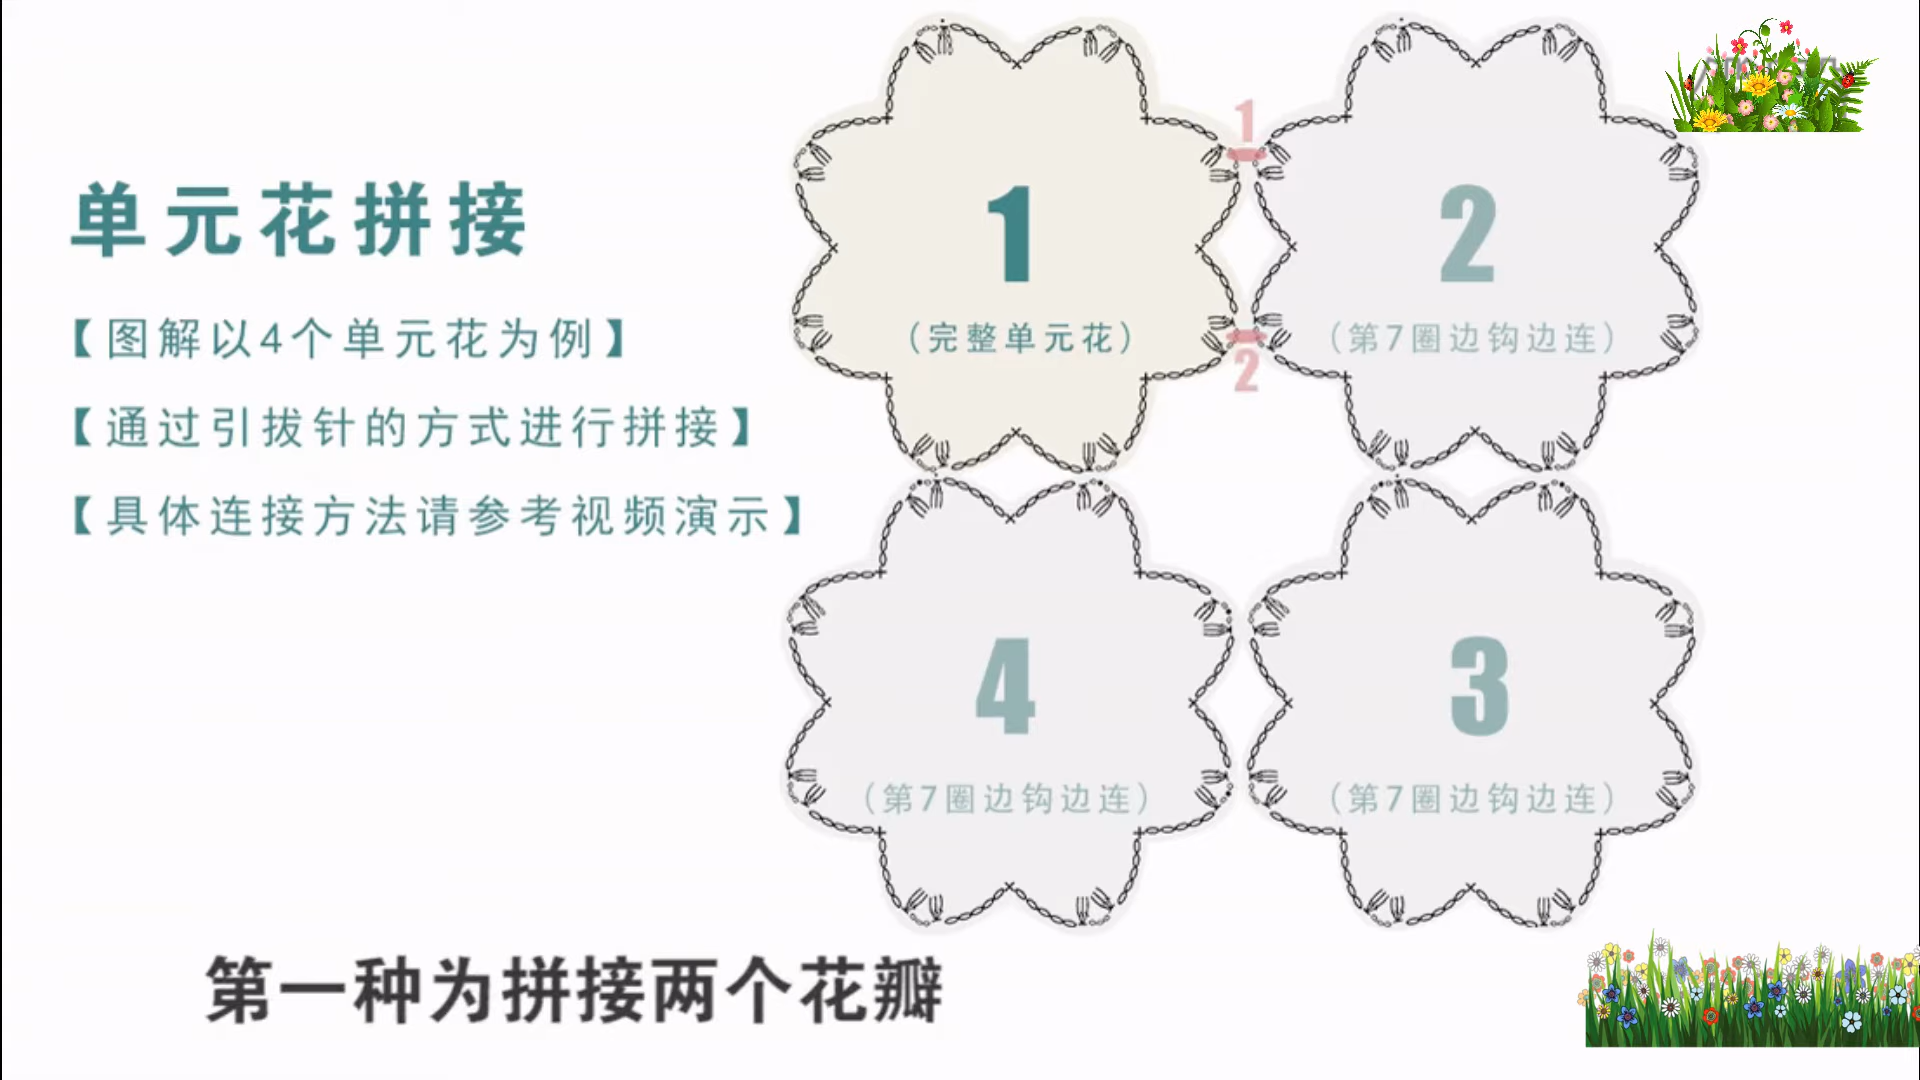 单元花拼接
【图解以4个单元花为例】
【通过引拔针的方式进行拼接】
【具体连接方法请参考视频演示】
1
（完整单元花）
1
2
2
（第7圈边钩边连）
4
（第7圈边钩边连）
3
（第7圈边钩边连）
第一种为拼接两个花瓣